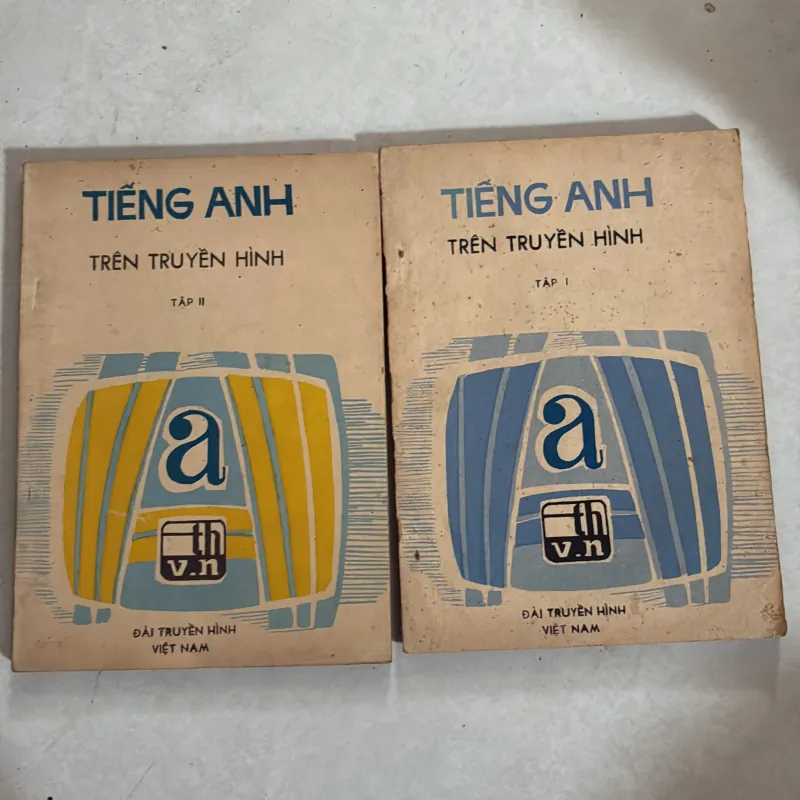 TIẾNG ANH
TRÊN TRUYỀN HÌNH
TẬP II
a
th
v.n
ĐÀI TRUYỀN HÌNH
VIỆT NAM
TIẾNG ANH
TRÊN TRUYỀN HÌNH
TẬP I
a
th
v.n
ĐÀI TRUYỀN HÌNH
VIỆT NAM